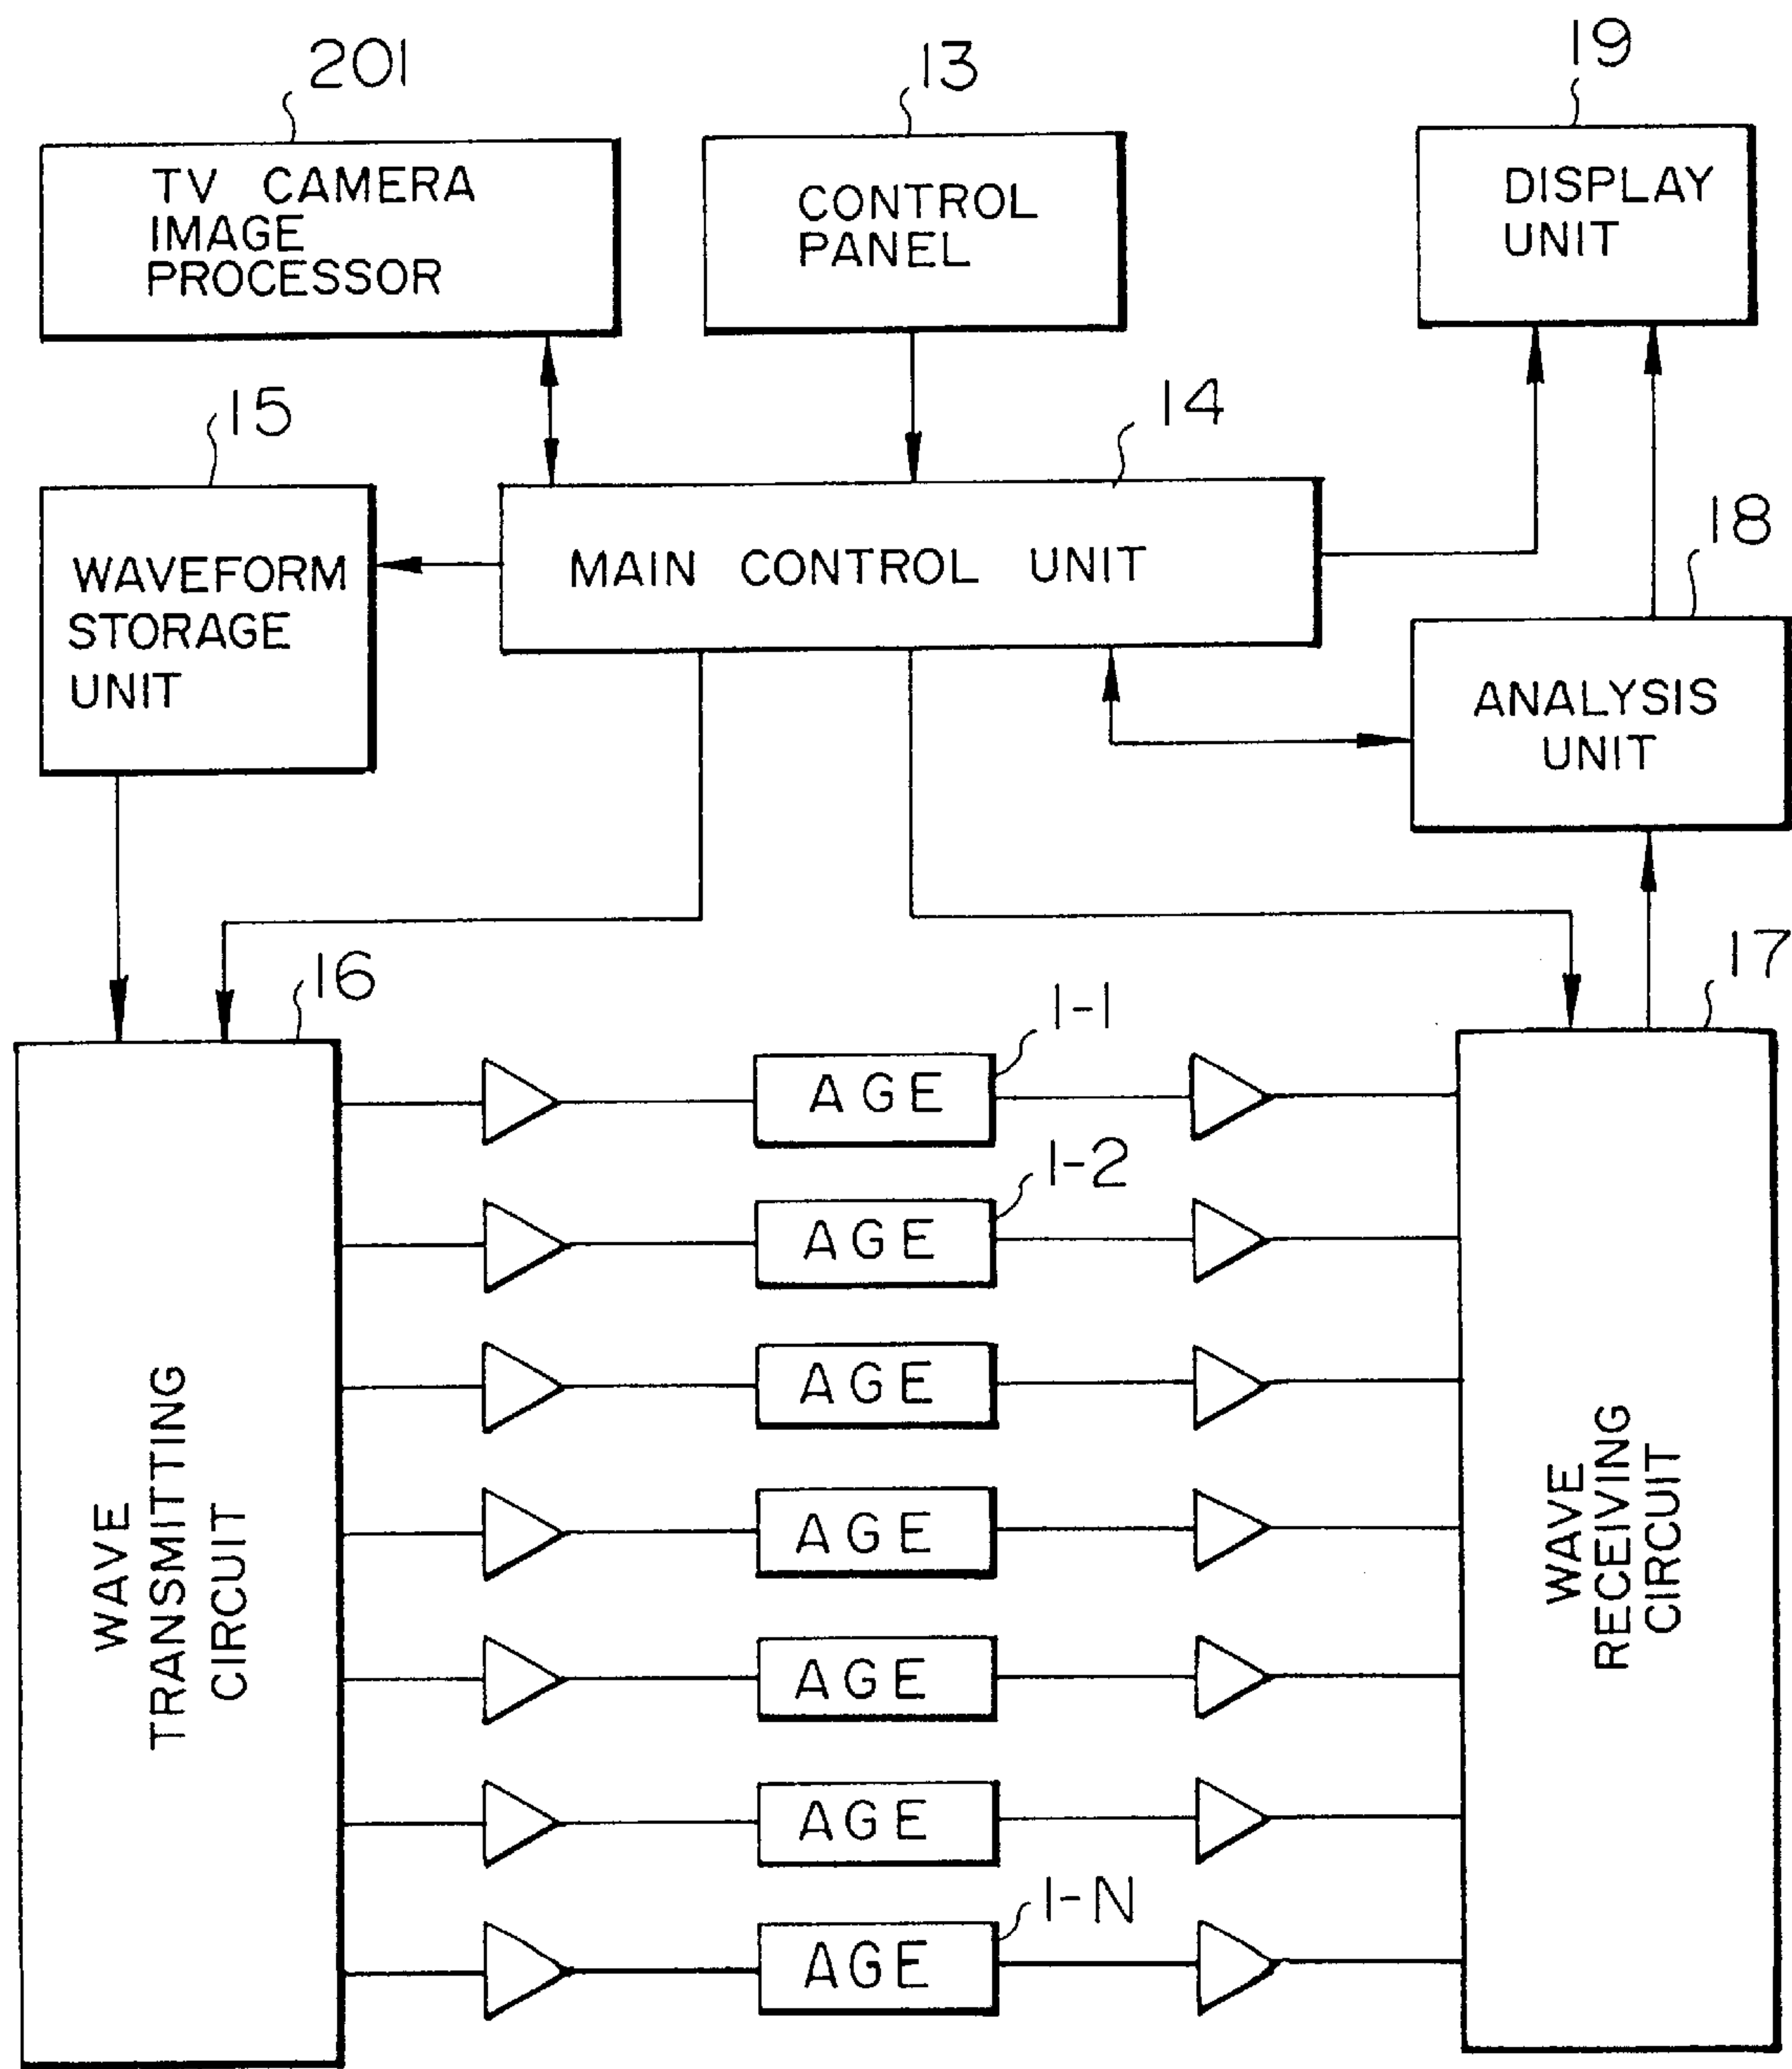 201
13
19
TV CAMERA
IMAGE
PROCESSOR
CONTROL
PANEL
DISPLAY
UNIT
15
14
18
WAVEFORM
STORAGE
UNIT
MAIN CONTROL UNIT
ANALYSIS
UNIT
16
17
1-1
AGE
1-2
AGE
AGE
AGE
AGE
AGE
1-N
AGE
WAVE
TRANSMITTING
CIRCUIT
WAVE
RECEIVING
CIRCUIT